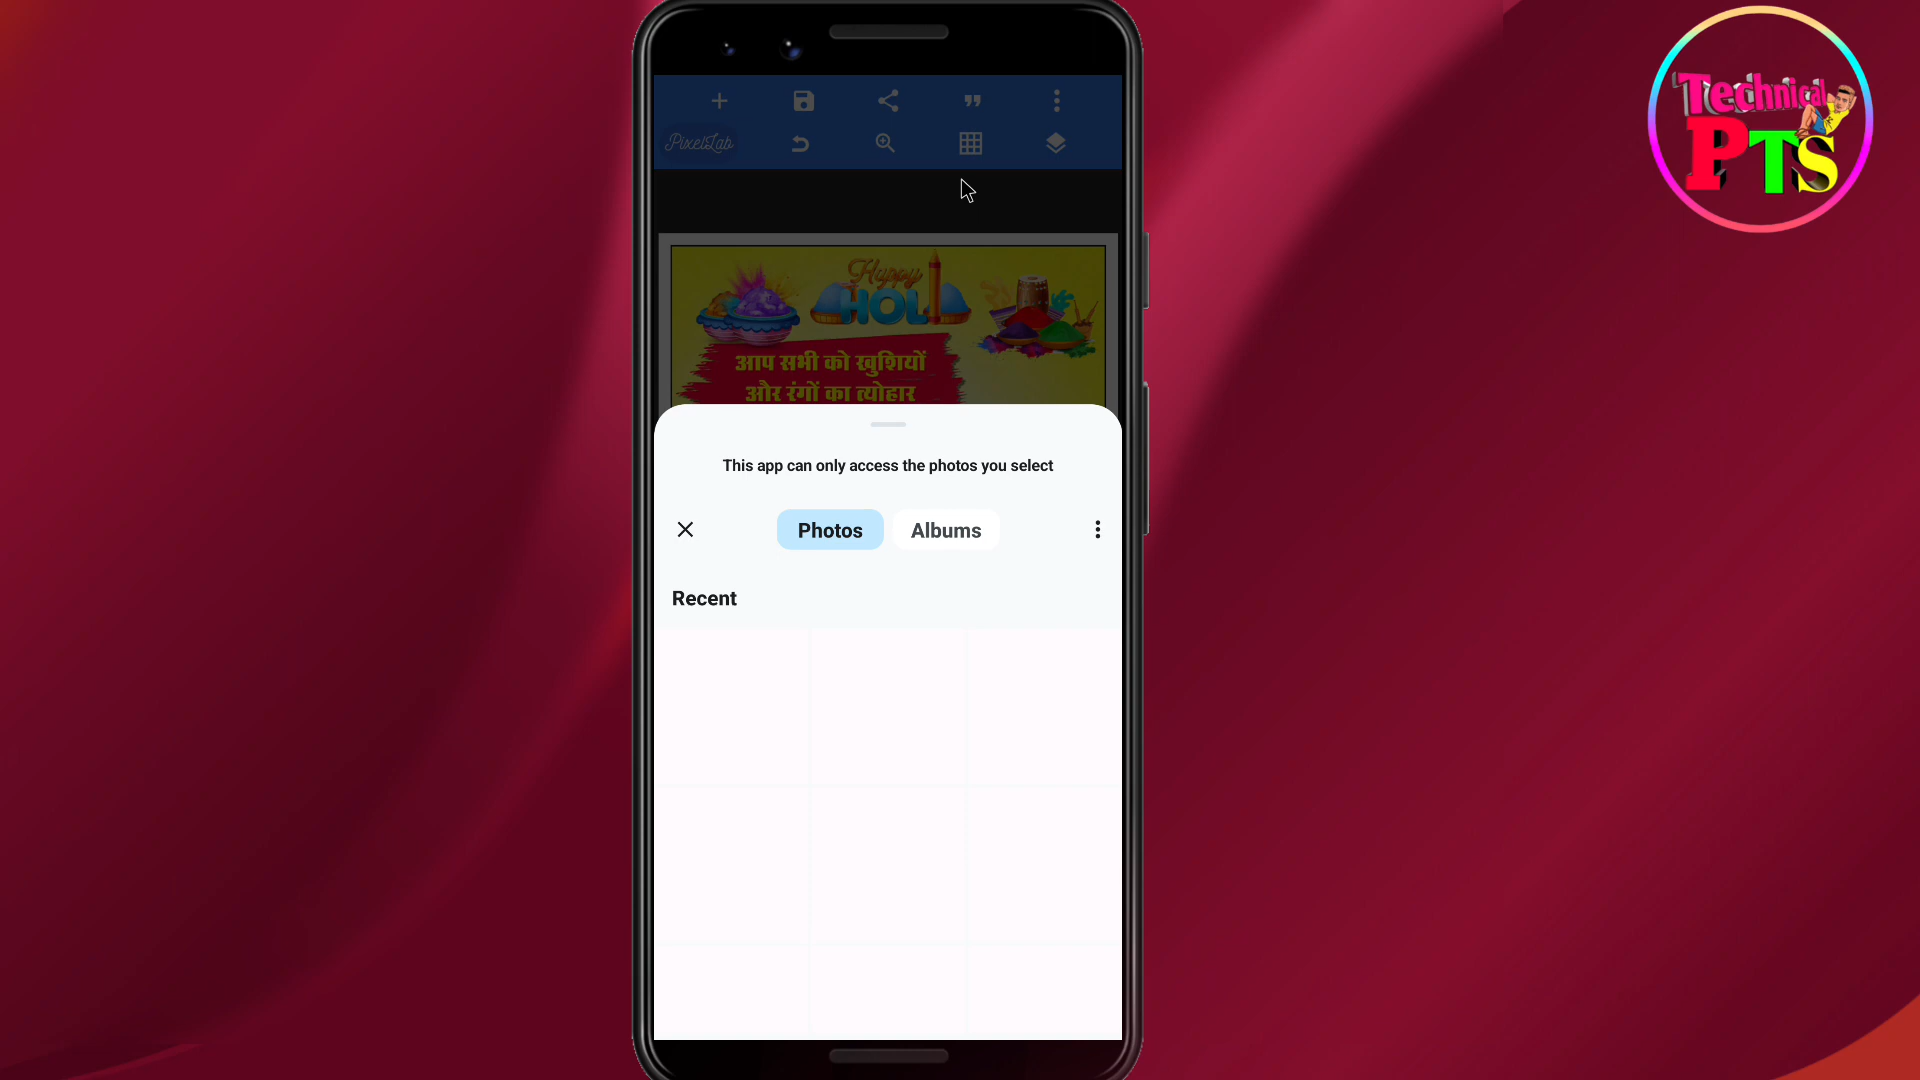 Technical
PTS
PixelLab
Happy
HOLI
आप सभी को खुशियों
और रंगों का त्योहार
This app can only access the photos you select
Photos
Albums
Recent